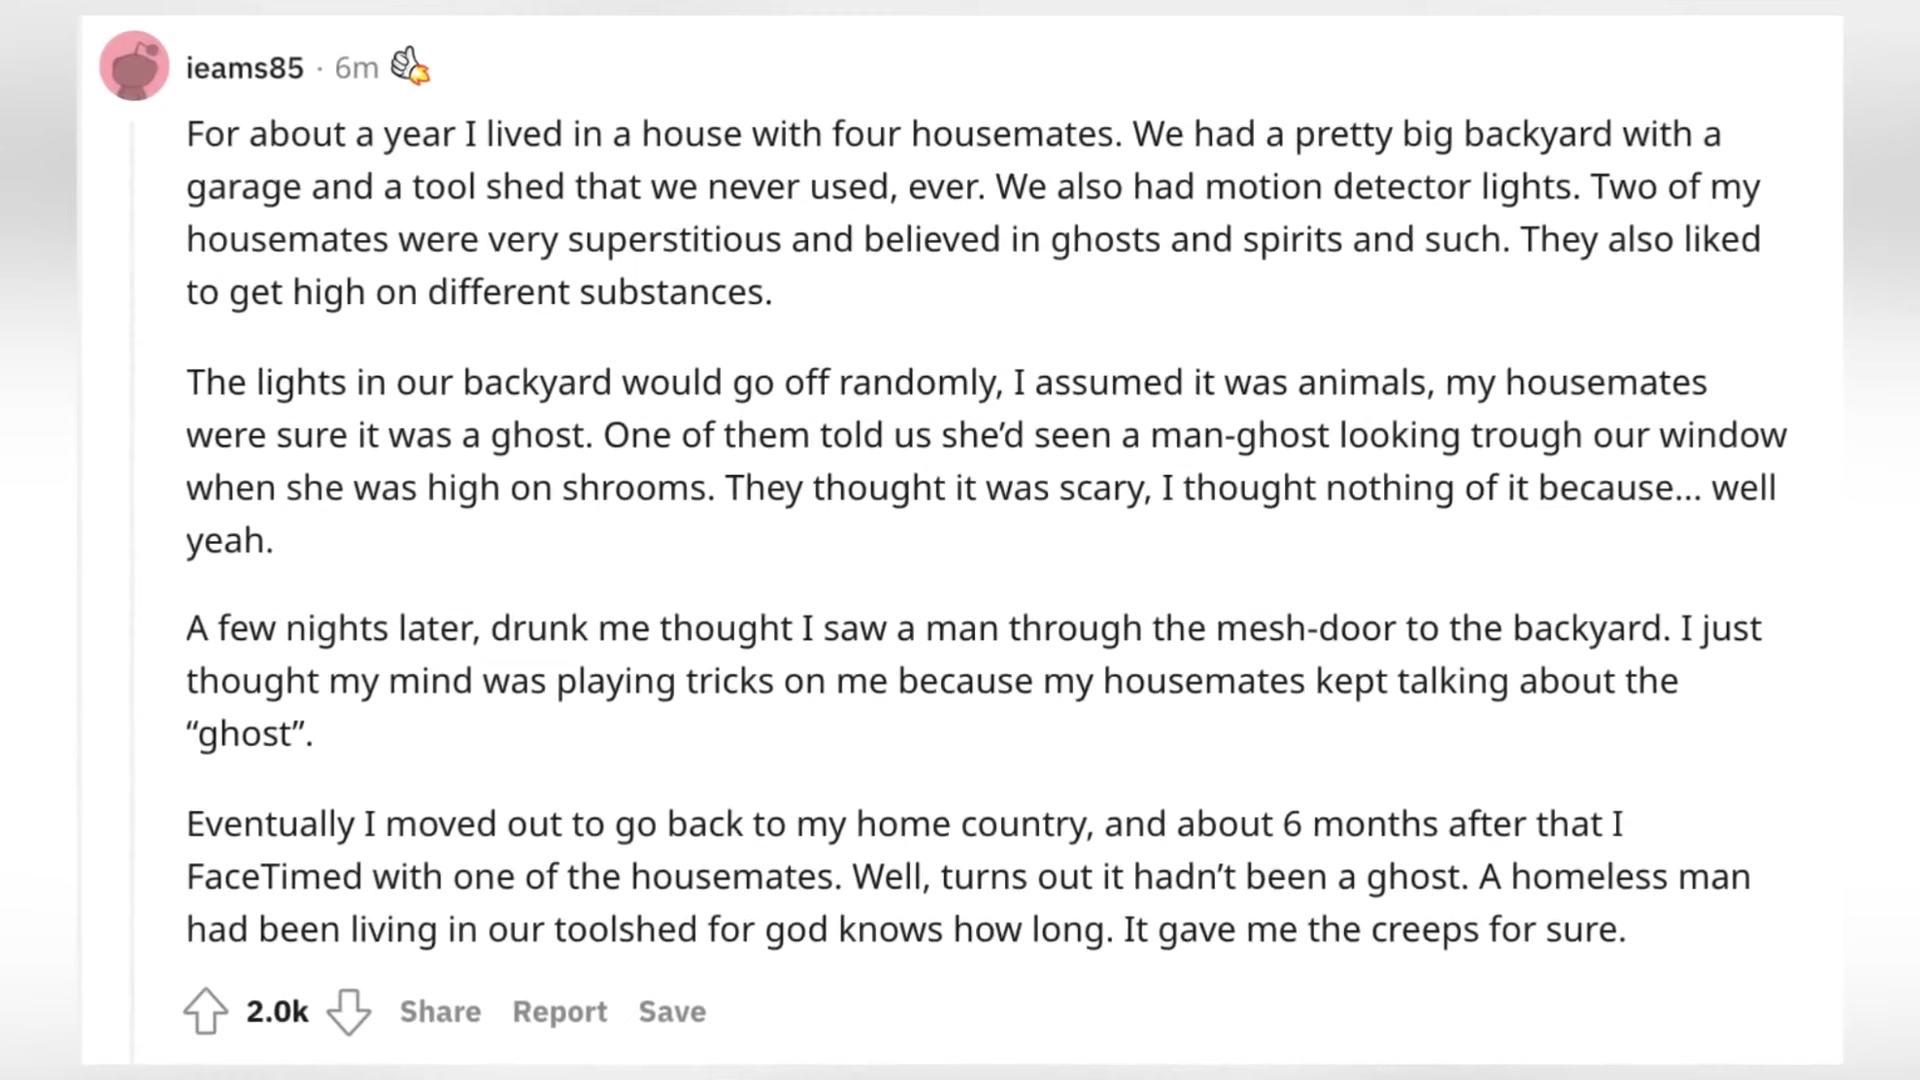 ieams85 · 6m
For about a year I lived in a house with four housemates. We had a pretty big backyard with a
garage and a tool shed that we never used, ever. We also had motion detector lights. Two of my
housemates were very superstitious and believed in ghosts and spirits and such. They also liked
to get high on different substances.
The lights in our backyard would go off randomly, I assumed it was animals, my housemates
were sure it was a ghost. One of them told us she’d seen a man-ghost looking trough our window
when she was high on shrooms. They thought it was scary, I thought nothing of it because... well
yeah.
A few nights later, drunk me thought I saw a man through the mesh-door to the backyard. I just
thought my mind was playing tricks on me because my housemates kept talking about the
“ghost”.
Eventually I moved out to go back to my home country, and about 6 months after that I
FaceTimed with one of the housemates. Well, turns out it hadn’t been a ghost. A homeless man
had been living in our toolshed for god knows how long. It gave me the creeps for sure.
2.0k Share Report Save